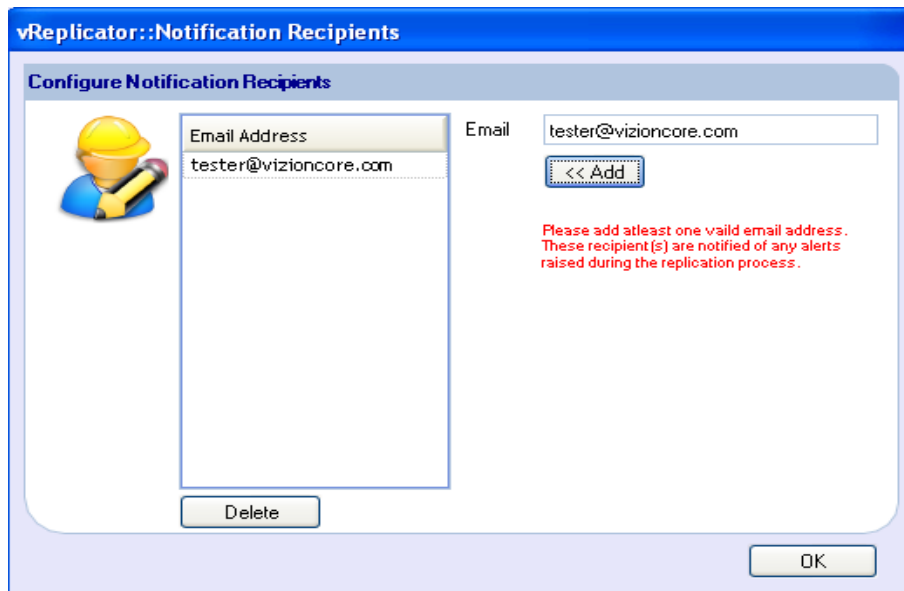 vReplicator::Notification Recipients
Configure Notification Recipients
Email Address
tester@vizioncore.com
Email
tester@vizioncore.com
<< Add
Please add atleast one vaild email address.
These recipient(s) are notified of any alerts
raised during the replication process.
Delete
OK